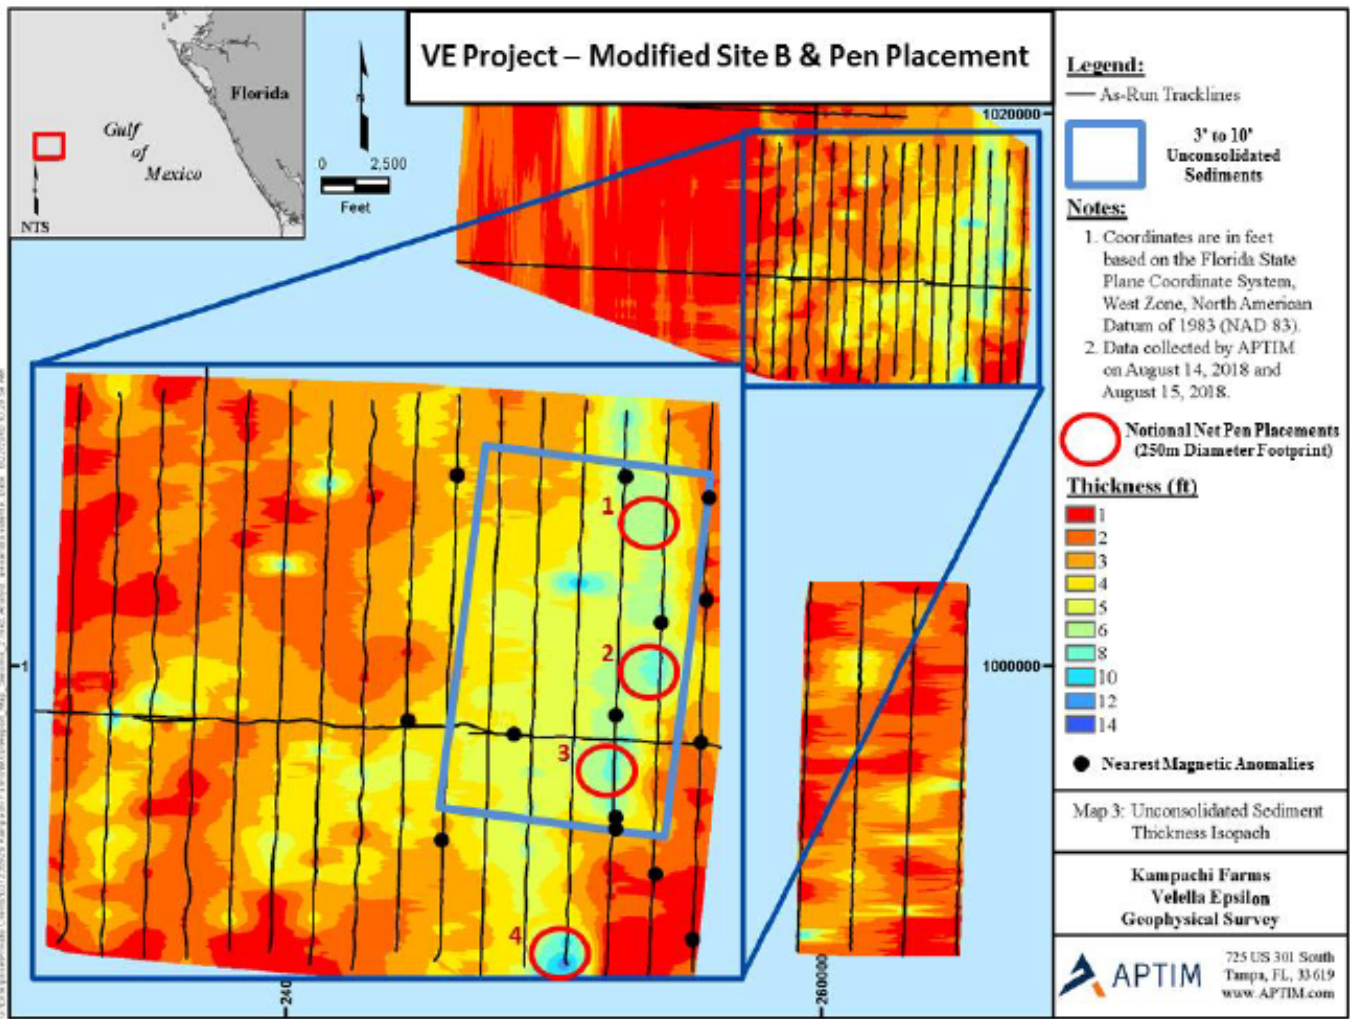 VE Project – Modified Site B & Pen Placement
Florida
Gulf
of
Mexico
NTS
N
0 2,500
Feet
1020000
1000000
1
-240
-260000
1
2
3
4
Legend:
As-Run Tracklines
3' to 10'
Unconsolidated
Sediments
Notes:
1. Coordinates are in feet
based on the Florida State
Plane Coordinate System,
West Zone, North American
Datum of 1983 (NAD 83).
2. Data collected by APTIM
on August 14, 2018 and
August 15, 2018.
Notional Net Pen Placements
(250m Diameter Footprint)
Thickness (ft)
1
2
3
4
5
6
8
10
12
14
Nearest Magnetic Anomalies
Map 3: Unconsolidated Sediment
Thickness Isopach
Kampachi Farms
Velella Epsilon
Geophysical Survey
APTIM
725 US 301 South
Tampa, FL, 33619
www.APTIM.com